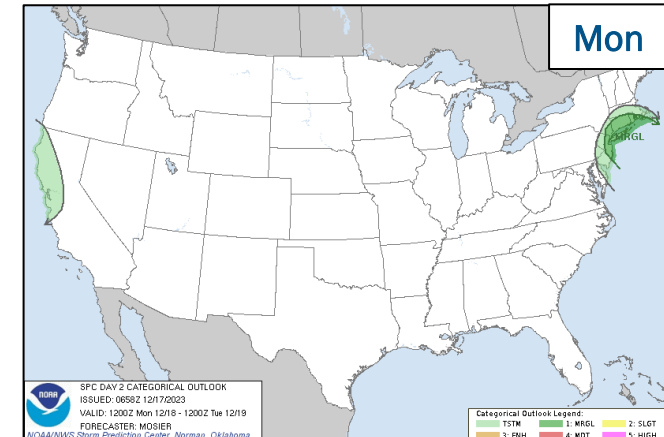 Mon
MRGL
NOAA
SPC DAY 2 CATEGORICAL OUTLOOK
ISSUED: 0658Z 12/17/2023
VALID: 1200Z Mon 12/18 - 1200Z Tue 12/19
FORECASTER: MOSIER
NOAA/NWS Storm Prediction Center, Norman, Oklahoma
Categorical Outlook Legend:
TSTM 1: MRGL 2: SLGT
3: ENH 4: MDT 5: HIGH